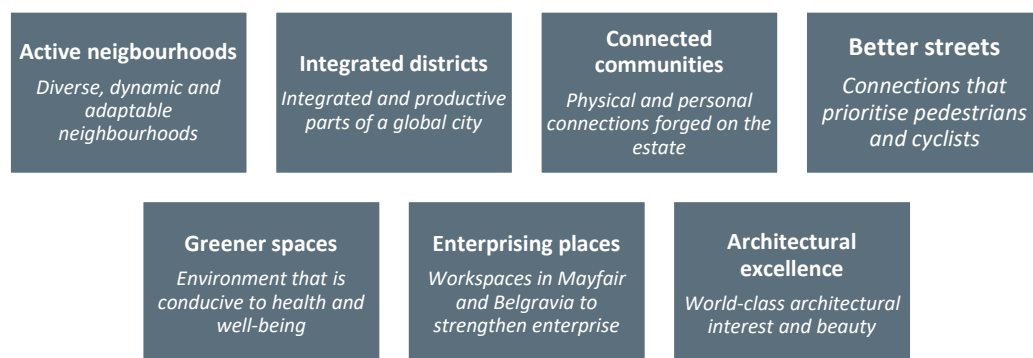 Active neigbourhoods
Diverse, dynamic and
adaptable
neighbourhoods
Integrated districts
Integrated and productive
parts of a global city
Connected
communities
Physical and personal
connections forged on the
estate
Better streets
Connections that
prioritise pedestrians
and cyclists
Greener spaces
Environment that is
conducive to health and
well-being
Enterprising places
Workspaces in Mayfair
and Belgravia to
strengthen enterprise
Architectural
excellence
World-class architectural
interest and beauty